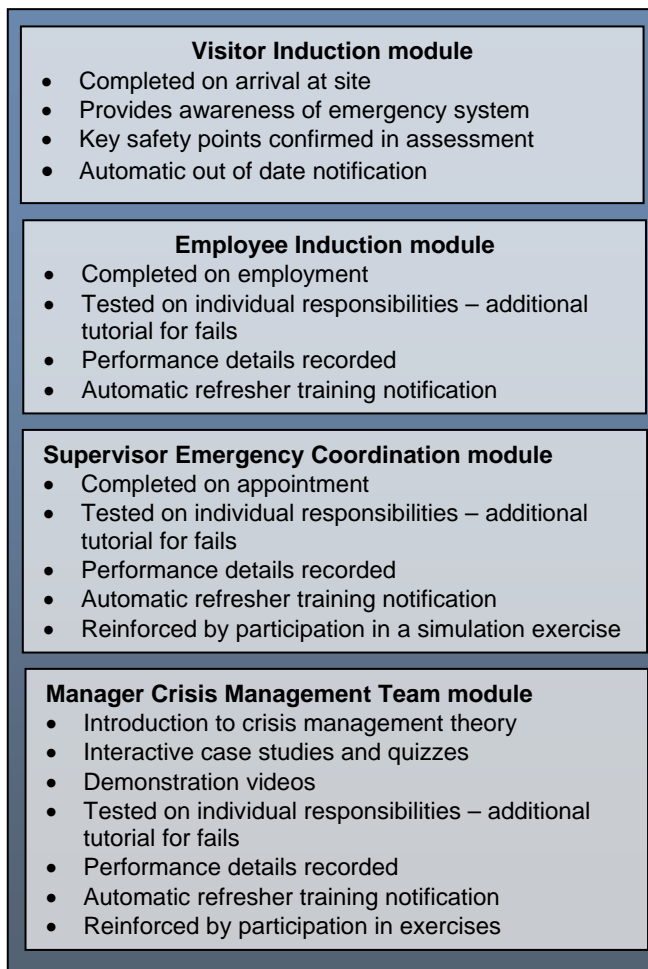 Visitor Induction module
• Completed on arrival at site
• Provides awareness of emergency system
• Key safety points confirmed in assessment
• Automatic out of date notification
Employee Induction module
• Completed on employment
• Tested on individual responsibilities – additional
tutorial for fails
• Performance details recorded
• Automatic refresher training notification
Supervisor Emergency Coordination module
• Completed on appointment
• Tested on individual responsibilities – additional
tutorial for fails
• Performance details recorded
• Automatic refresher training notification
• Reinforced by participation in a simulation exercise
Manager Crisis Management Team module
• Introduction to crisis management theory
• Interactive case studies and quizzes
• Demonstration videos
• Tested on individual responsibilities – additional
tutorial for fails
• Performance details recorded
• Automatic refresher training notification
• Reinforced by participation in exercises